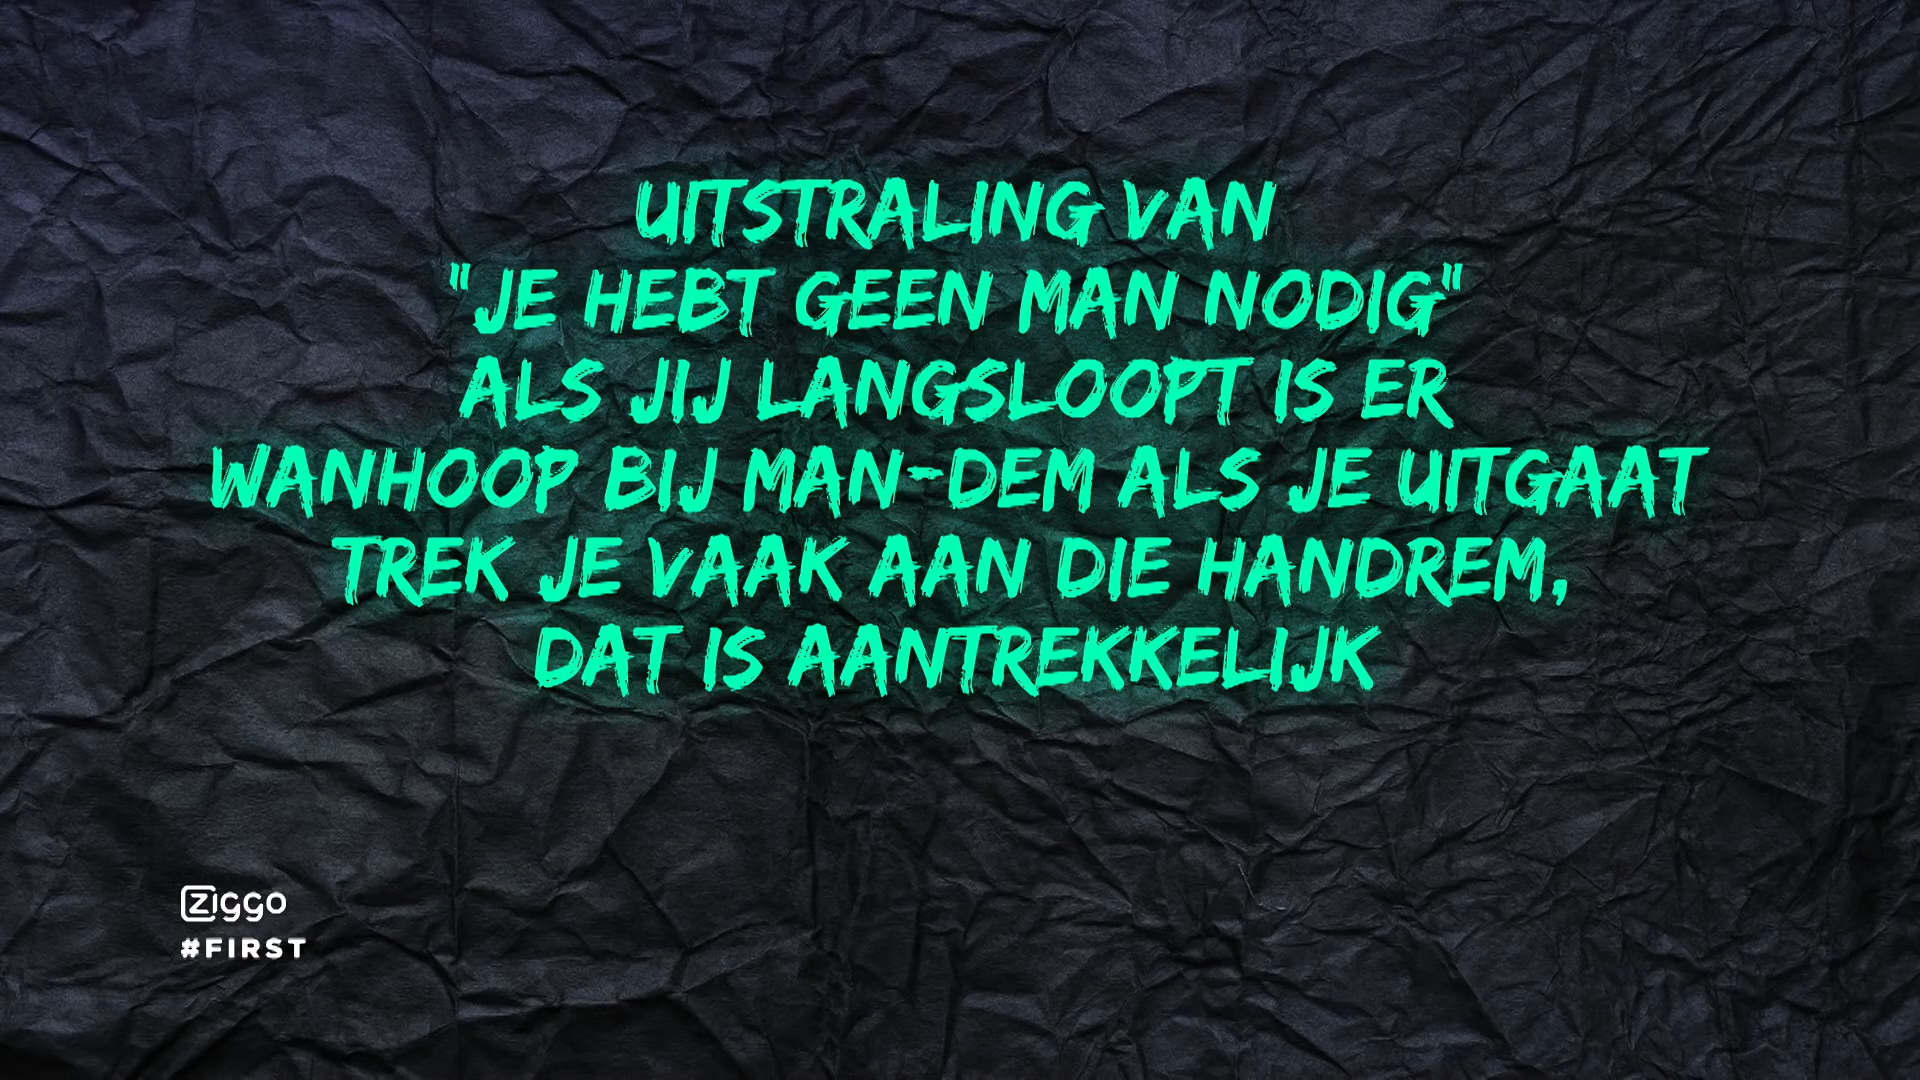 UITSTRALING VAN
"JE HEBT GEEN MAN NODIG"
ALS JIJ LANGSLOOPT IS ER
WANHOOP BIJ MAN-DEM ALS JE UITGAAT
TREK JE VAAK AAN DIE HANDREM,
DAT IS AANTREKKELIJK
ziggo
#FIRST